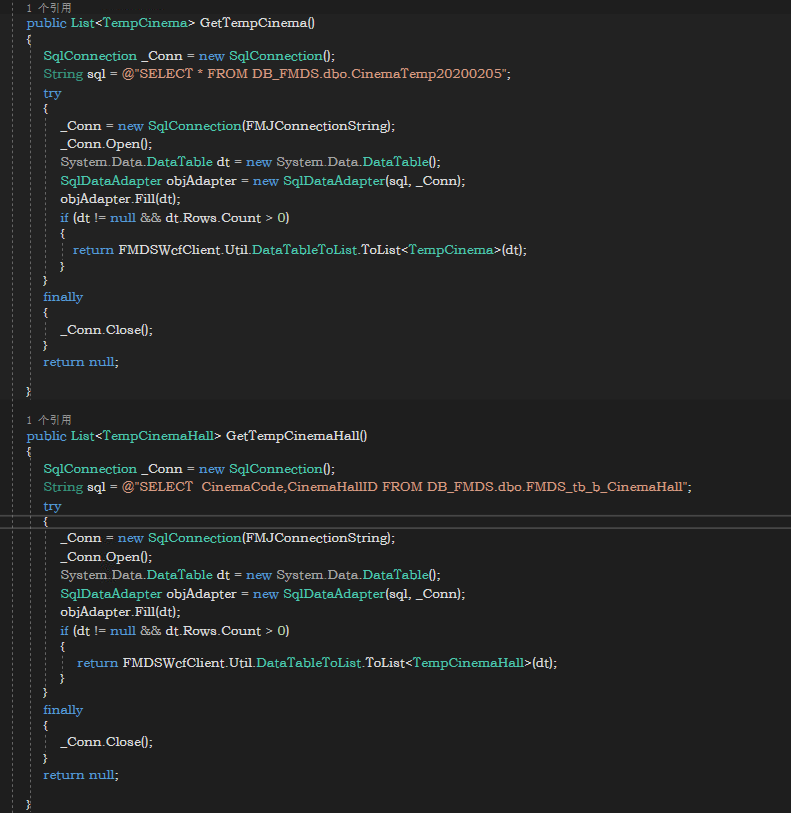 1 个引用
public List<TempCinema> GetTempCinema()
{
SqlConnection _Conn = new SqlConnection();
String sql = @"SELECT * FROM DB_FMDS.dbo.CinemaTemp20200205";
try
{
_Conn = new SqlConnection(FMJConnectionString);
_Conn.Open();
System.Data.DataTable dt = new System.Data.DataTable();
SqlDataAdapter objAdapter = new SqlDataAdapter(sql, _Conn);
objAdapter.Fill(dt);
if (dt != null && dt.Rows.Count > 0)
{
return FMDSWcfClient.Util.DataTableToList.ToList<TempCinema>(dt);
}
}
finally
{
_Conn.Close();
}
return null;
}
1 个引用
public List<TempCinemaHall> GetTempCinemaHall()
{
SqlConnection _Conn = new SqlConnection();
String sql = @"SELECT  CinemaCode,CinemaHallID FROM DB_FMDS.dbo.FMDS_tb_b_CinemaHall";
try
{
_Conn = new SqlConnection(FMJConnectionString);
_Conn.Open();
System.Data.DataTable dt = new System.Data.DataTable();
SqlDataAdapter objAdapter = new SqlDataAdapter(sql, _Conn);
objAdapter.Fill(dt);
if (dt != null && dt.Rows.Count > 0)
{
return FMDSWcfClient.Util.DataTableToList.ToList<TempCinemaHall>(dt);
}
}
finally
{
_Conn.Close();
}
return null;
}